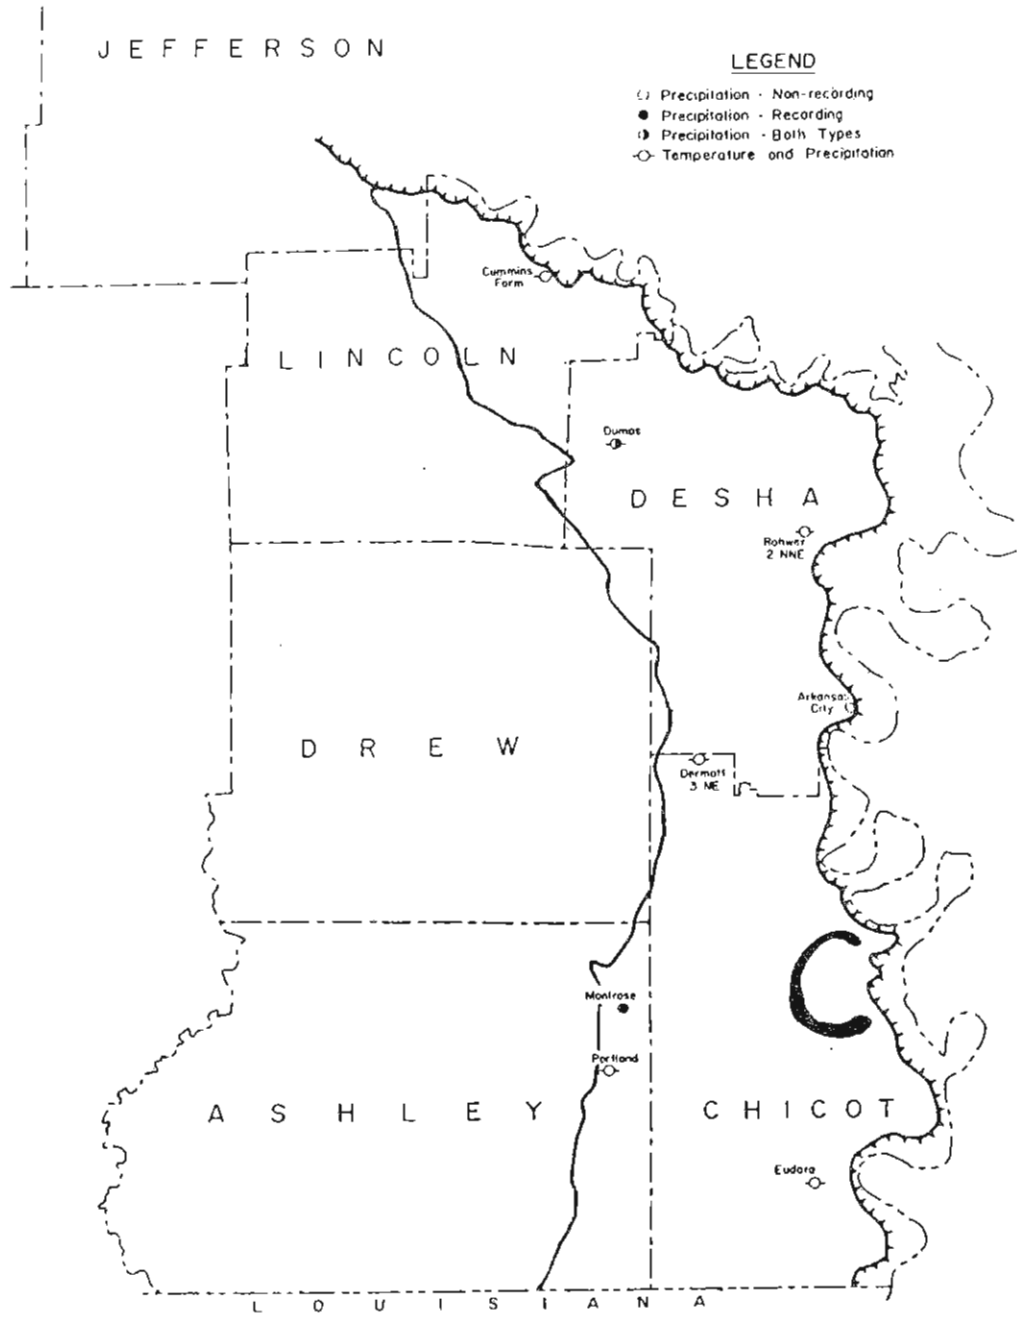 JEFFERSON
LEGEND
Precipitation - Non-recording
Precipitation - Recording
Precipitation - Both Types
Temperature and Precipitation
Cummins
Farm
LINCOLN
Dumas
DESHA
Rohwer
2 NNE
Arkansas
City
DREW
Dermott
3 NE
Montrose
Portland
ASHLEY
CHICOT
Eudora
LOUISIANA